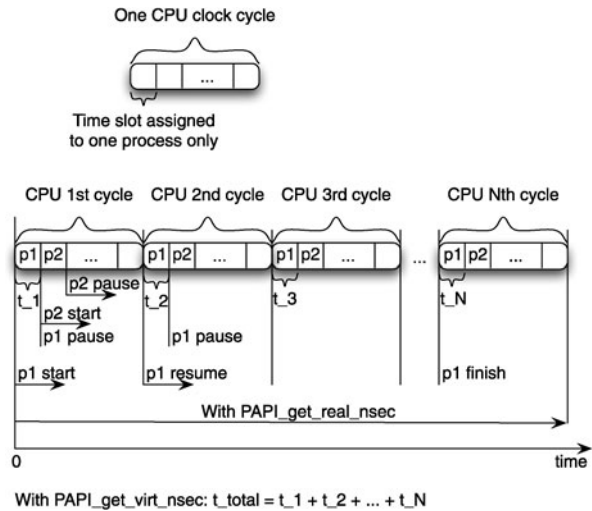 One CPU clock cycle
...
Time slot assigned
to one process only
CPU 1st cycle CPU 2nd cycle CPU 3rd cycle CPU Nth cycle
p1 p2 ... p1 p2 ... p1 p2 ... ... p1 p2 ...
t_1 p2 pause t_2 t_3 t_N
p2 start
p1 pause p1 pause
p1 start p1 resume p1 finish
With PAPI_get_real_nsec
0 time
With PAPI_get_virt_nsec: t_total = t_1 + t_2 + ... + t_N